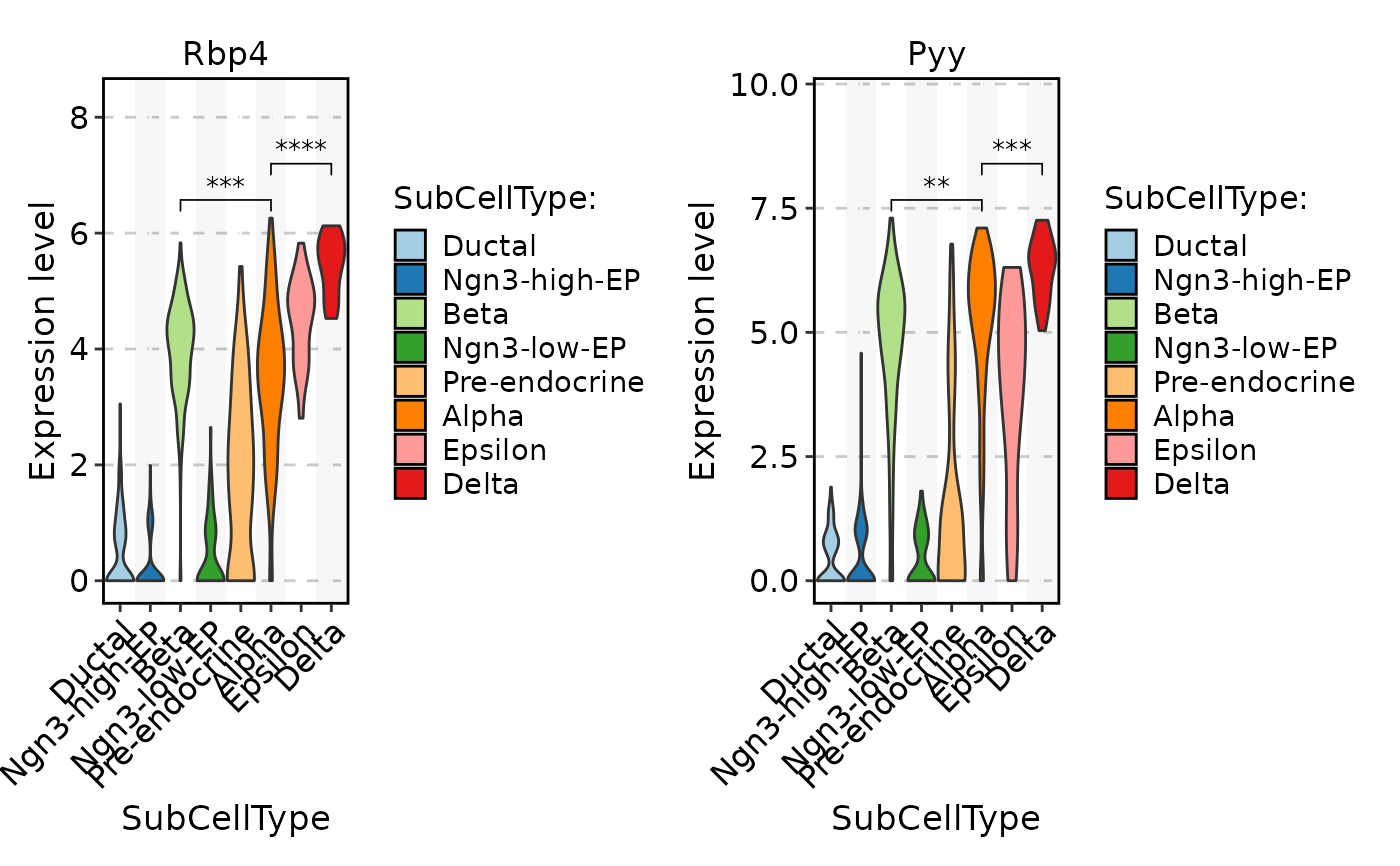 Rbp4
Expression level
8
6
4
2
0
***
****
Ductal
Ngn3-high-EP
Beta
Ngn3-low-EP
Pre-endocrine
Alpha
Epsilon
Delta
SubCellType
SubCellType:
Ductal
Ngn3-high-EP
Beta
Ngn3-low-EP
Pre-endocrine
Alpha
Epsilon
Delta
Pyy
Expression level
10.0
7.5
5.0
2.5
0.0
**
***
Ductal
Ngn3-high-EP
Beta
Ngn3-low-EP
Pre-endocrine
Alpha
Epsilon
Delta
SubCellType
SubCellType:
Ductal
Ngn3-high-EP
Beta
Ngn3-low-EP
Pre-endocrine
Alpha
Epsilon
Delta